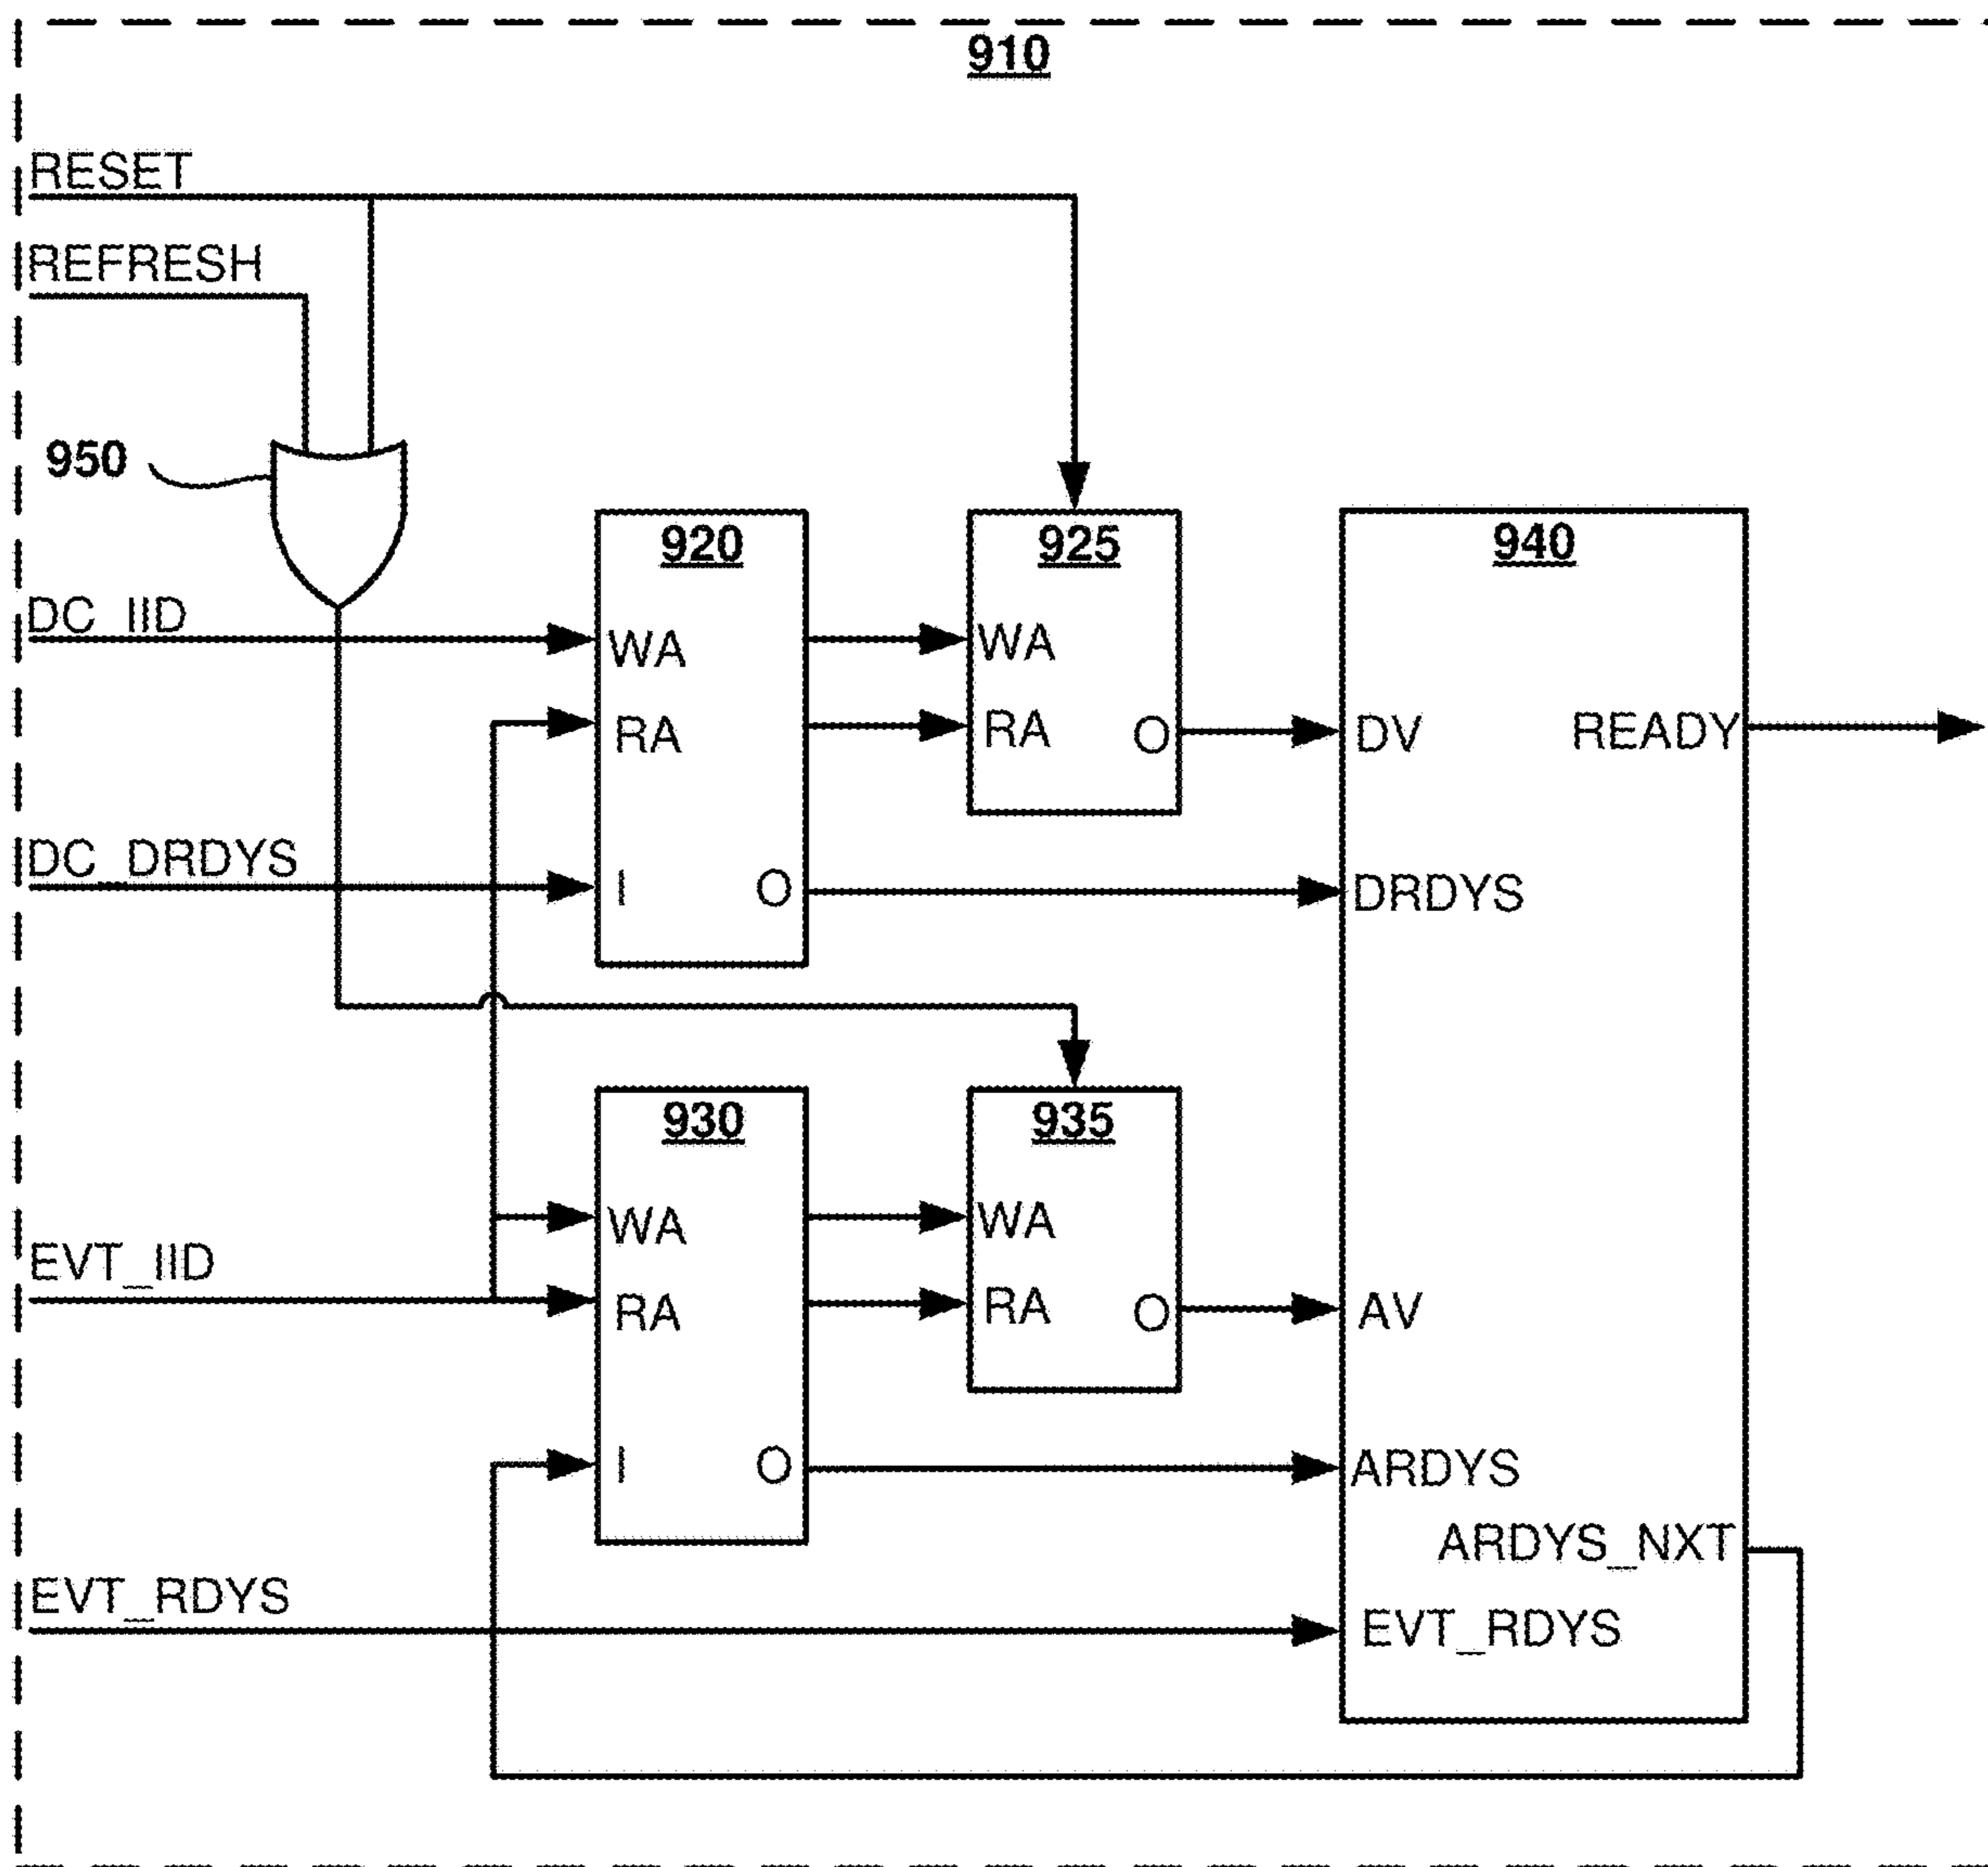 910
RESET
REFRESH
950
920
925
940
DC_IID
WA
WA
RA
RA
O
DV
READY
DC_DRDYS
I
O
DRDYS
930
935
WA
WA
EVT_IID
RA
RA
O
AV
I
O
ARDYS
ARDYS_NXT
EVT_RDYS
EVT_RDYS